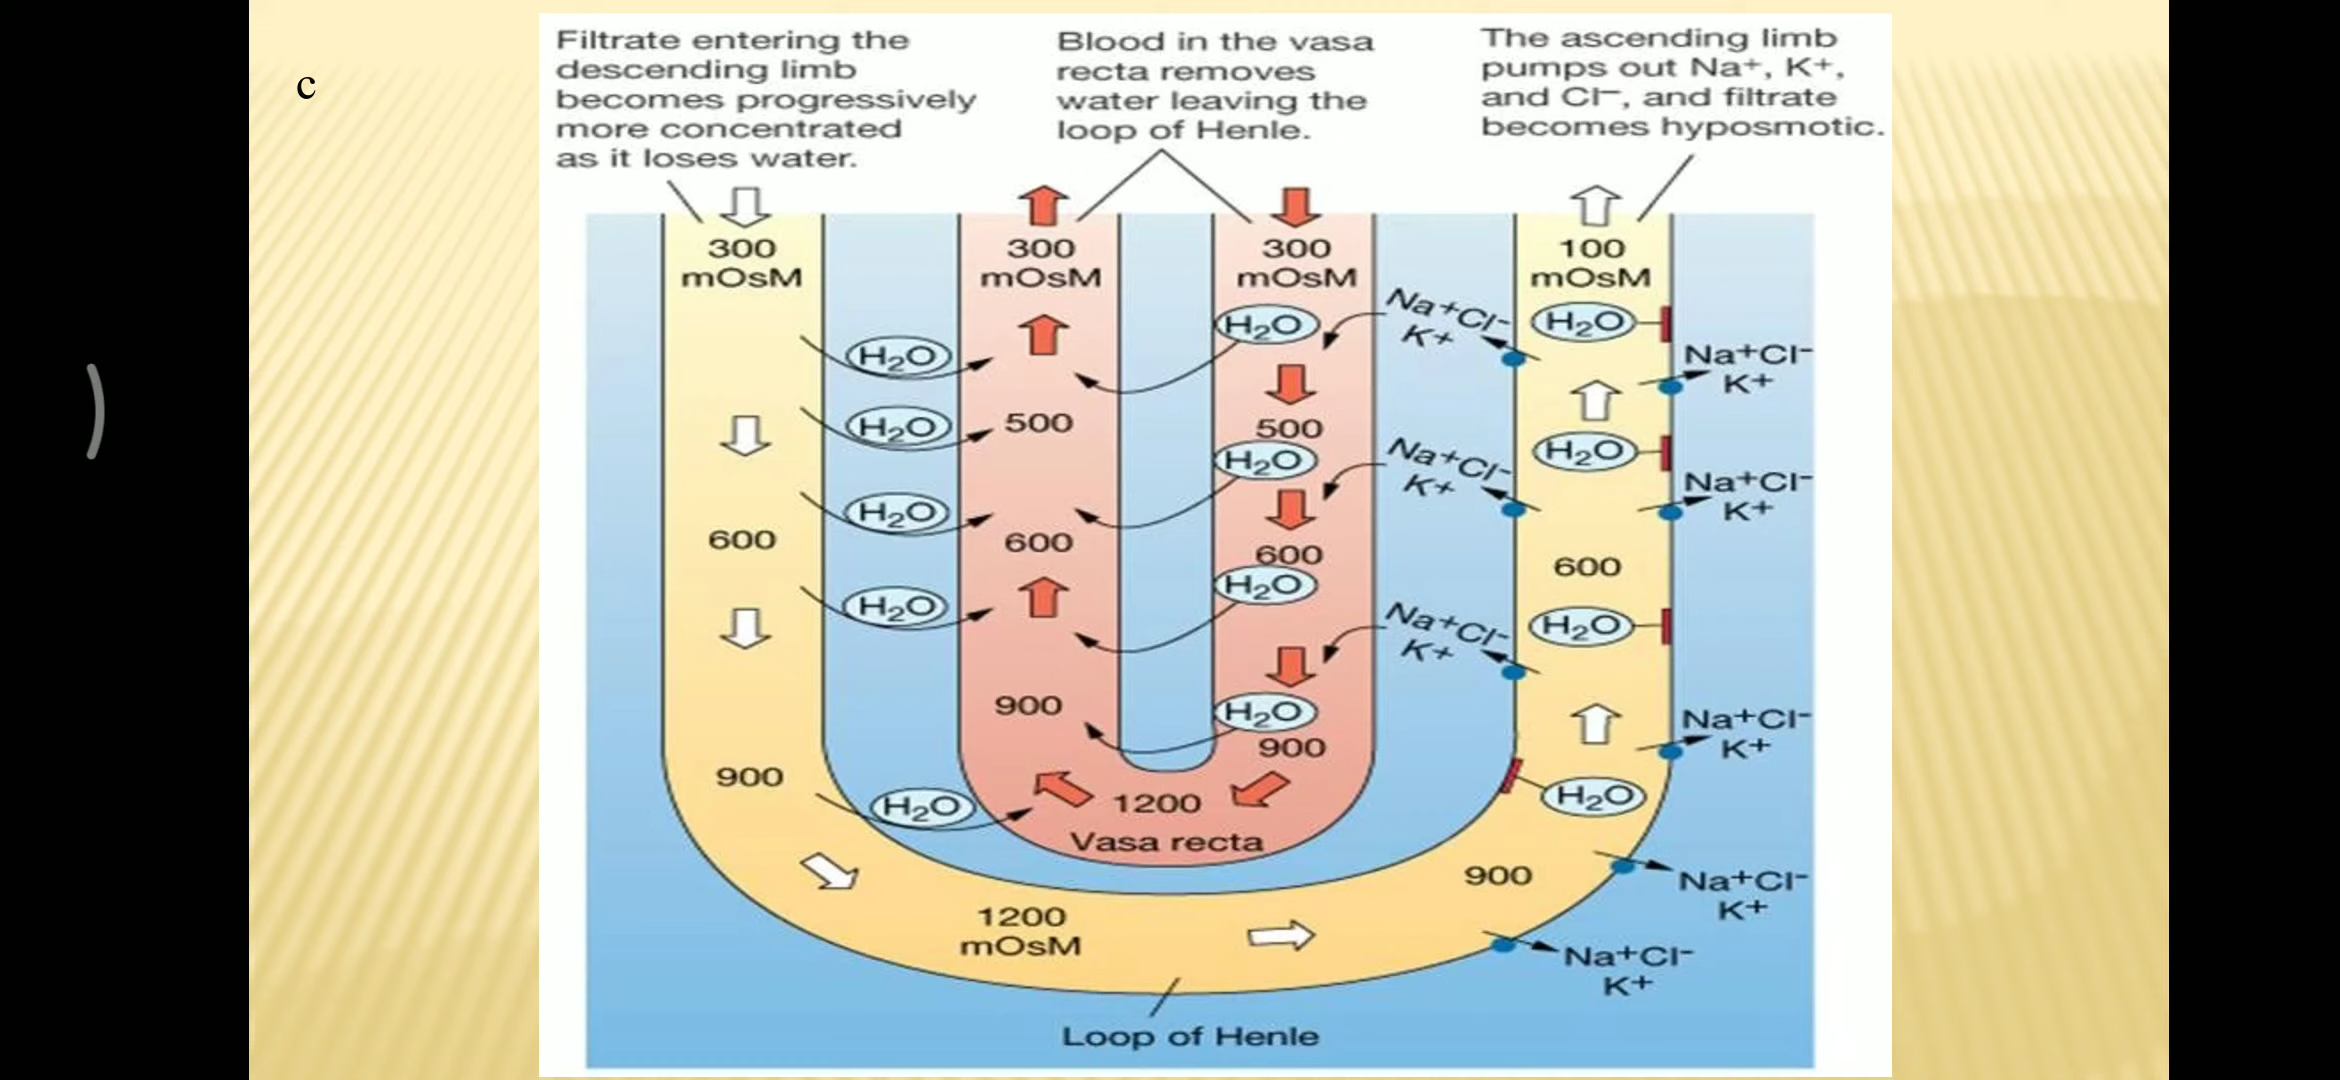 c
Filtrate entering the
descending limb
becomes progressively
more concentrated
as it loses water.
Blood in the vasa
recta removes
water leaving the
loop of Henle.
The ascending limb
pumps out Na⁺, K⁺,
and Cl⁻, and filtrate
becomes hyposmotic.
300
mOsM
600
900
1200
mOsM
H₂O
H₂O
H₂O
H₂O
H₂O
300
mOsM
500
600
900
1200
Vasa recta
300
mOsM
H₂O
500
H₂O
600
H₂O
H₂O
900
Na⁺Cl⁻
K⁺
Na⁺Cl⁻
K⁺
Na⁺Cl⁻
K⁺
100
mOsM
H₂O
H₂O
600
H₂O
H₂O
900
Na⁺Cl⁻
K⁺
Na⁺Cl⁻
K⁺
Na⁺Cl⁻
K⁺
Na⁺Cl⁻
K⁺
Na⁺Cl⁻
K⁺
Loop of Henle